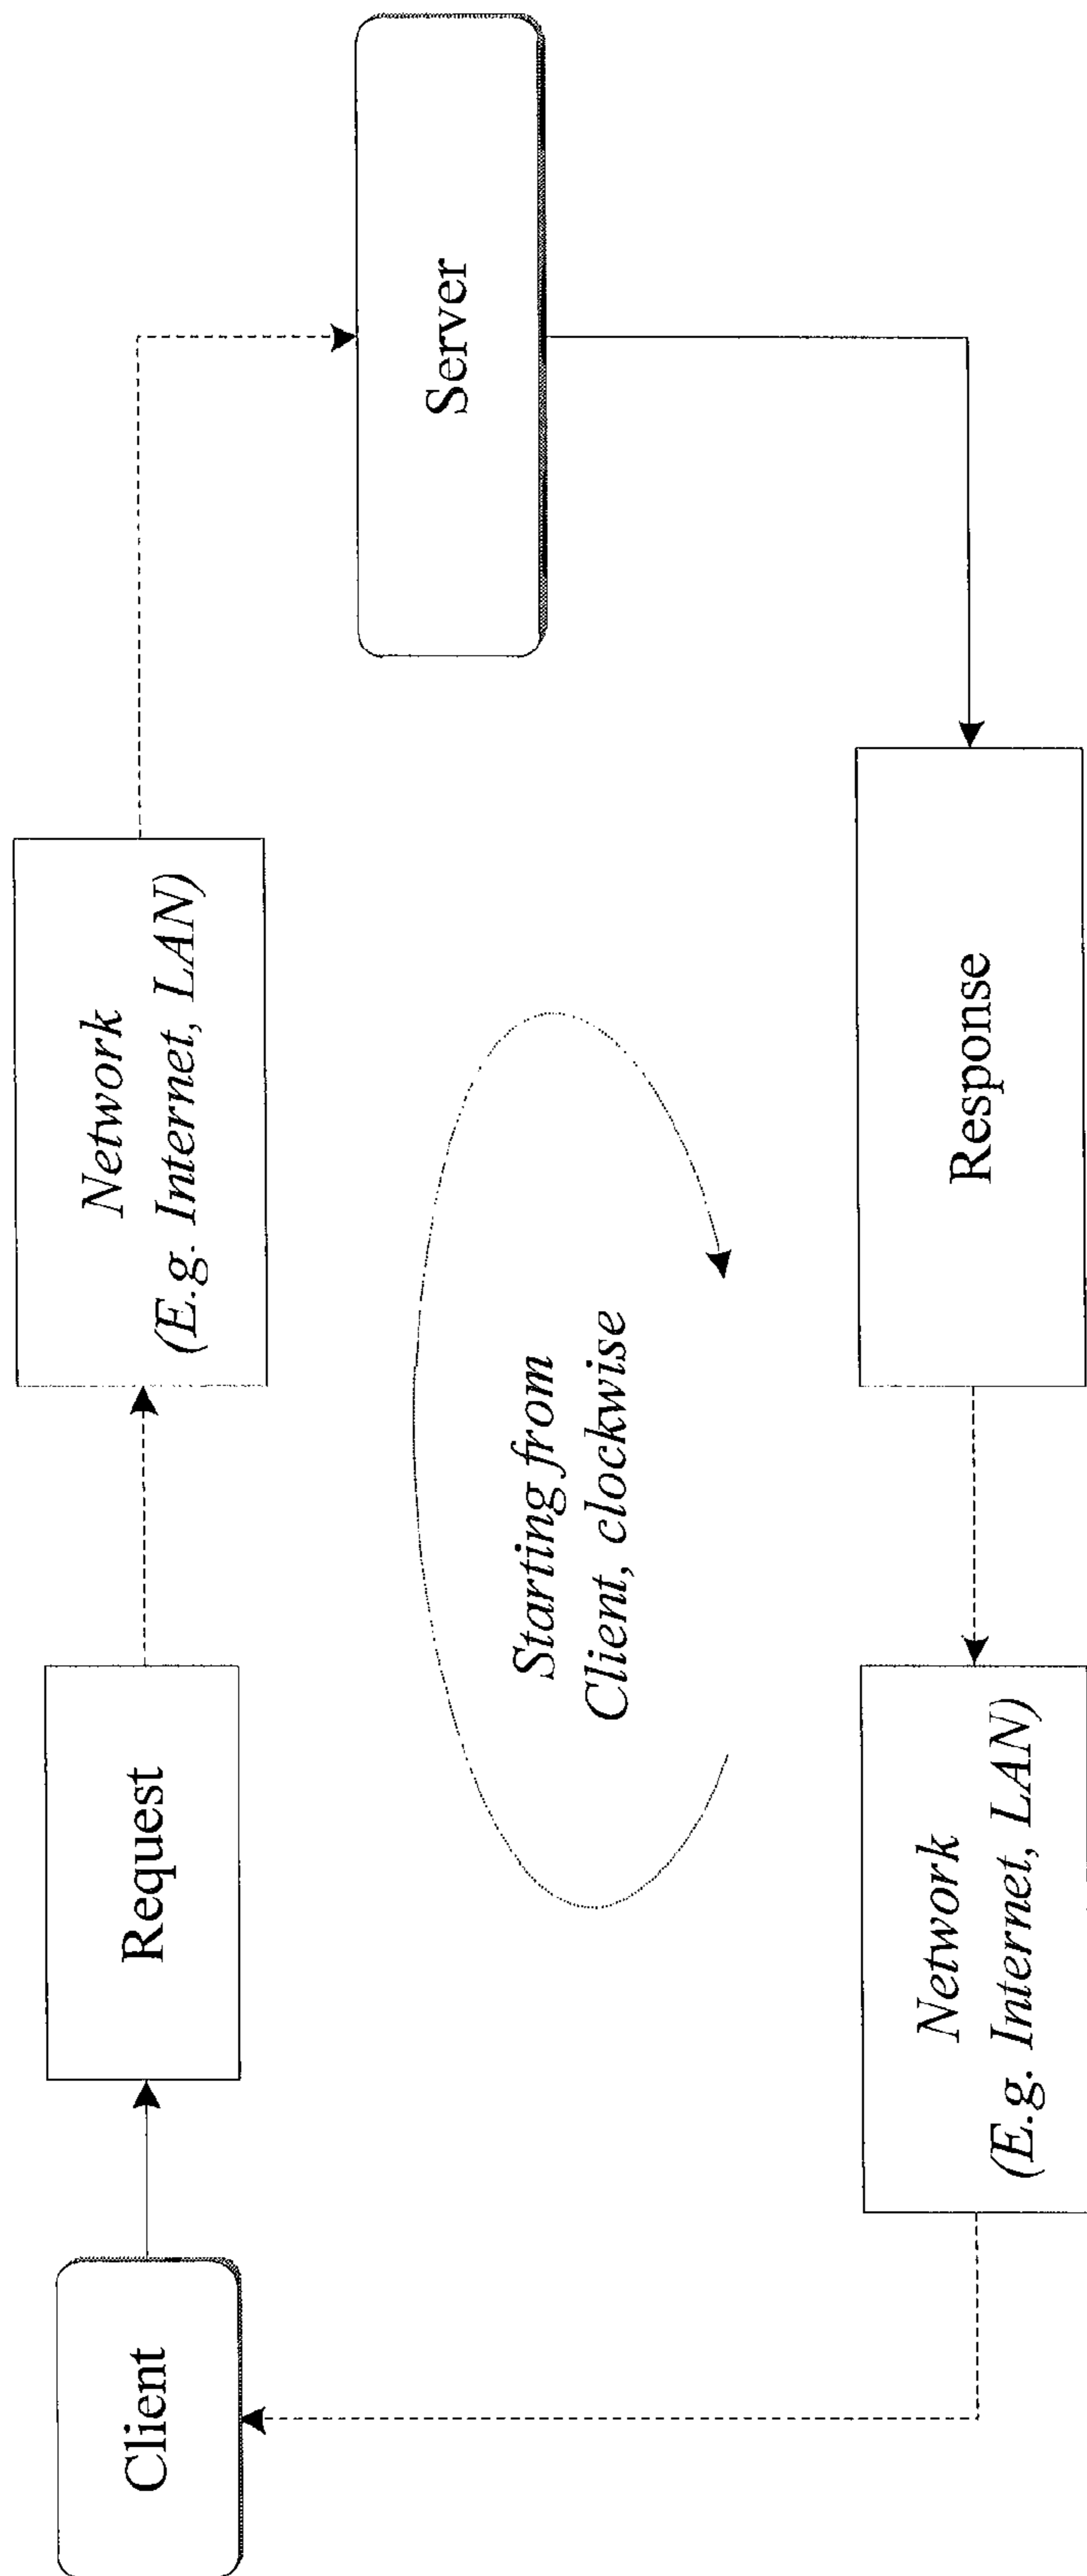 Client
Request
Network
(E.g. Internet, LAN)
Server
Starting from
Client, clockwise
Response
Network
(E.g. Internet, LAN)